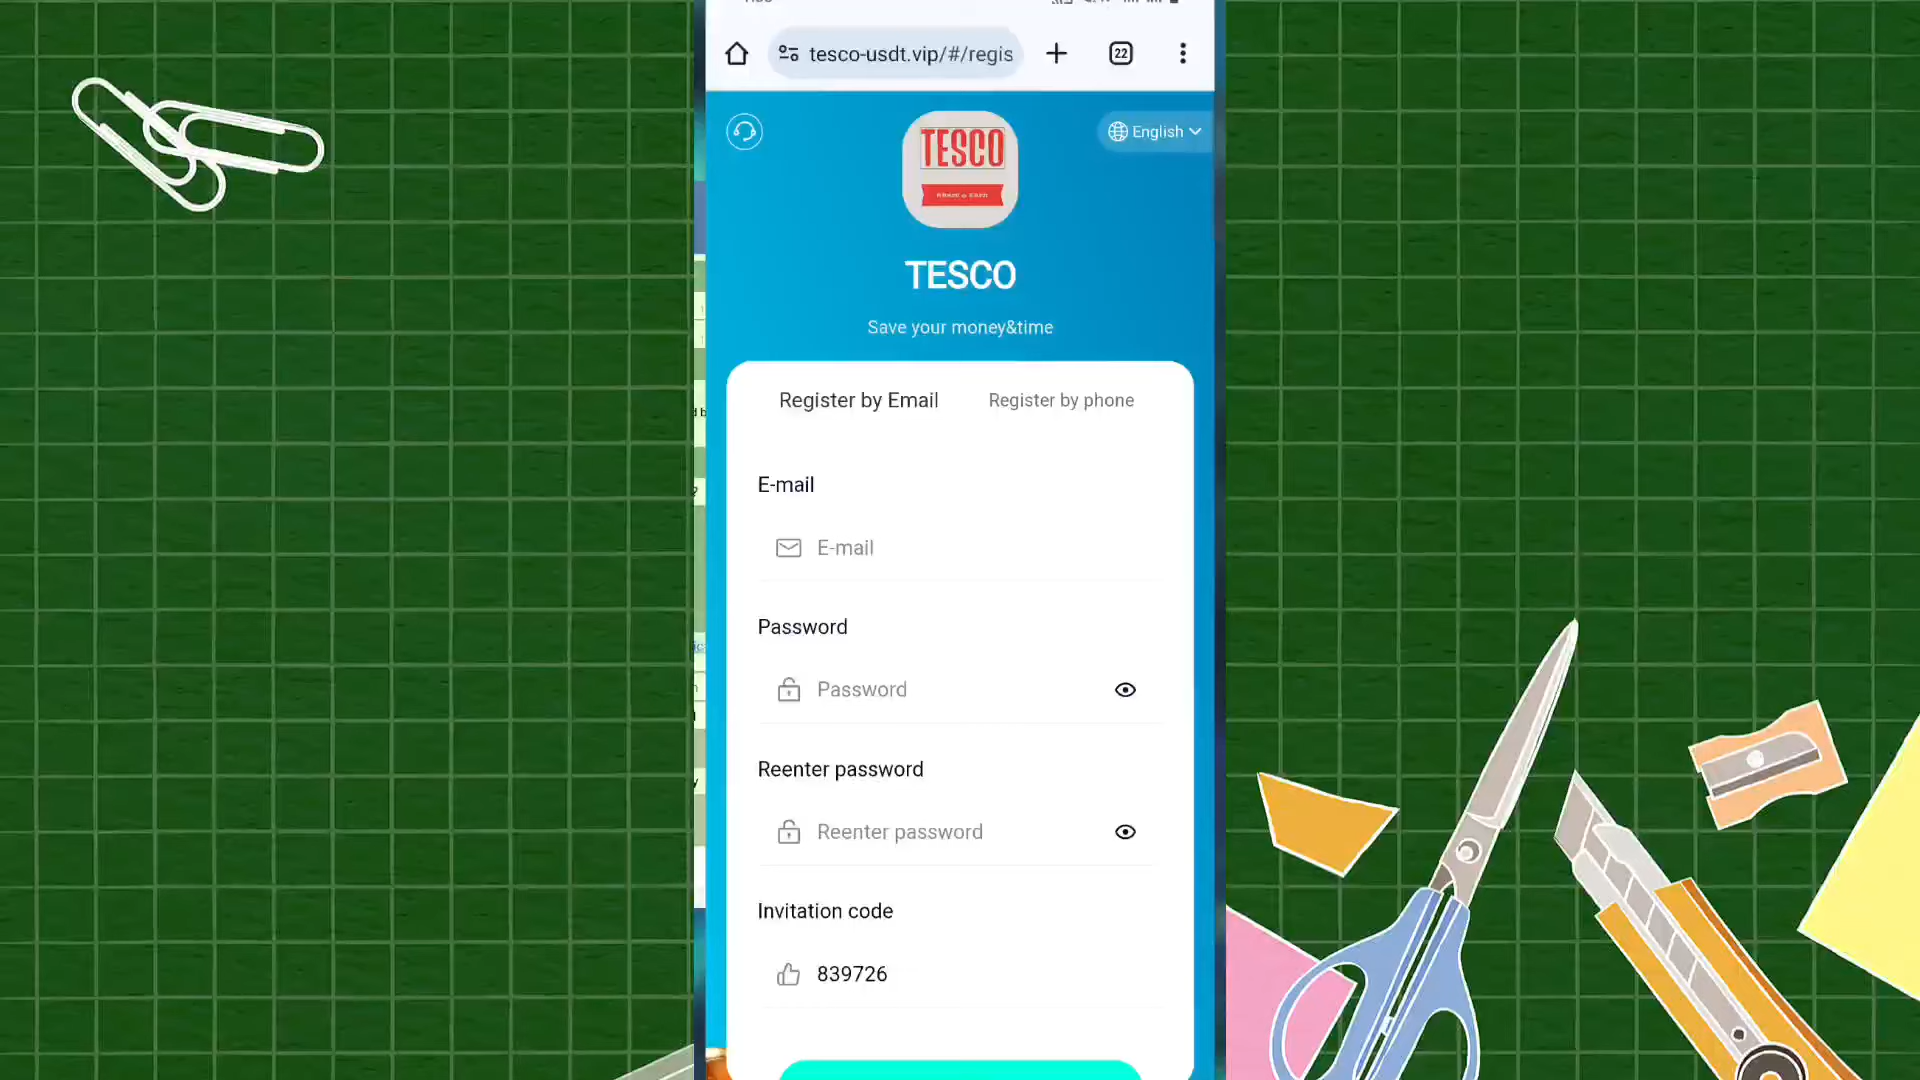 tesco-usdt.vip/#/regis
22
TESCO
English
TESCO
Save your money&time
Register by Email
Register by phone
E-mail
E-mail
Password
Password
Reenter password
Reenter password
Invitation code
839726